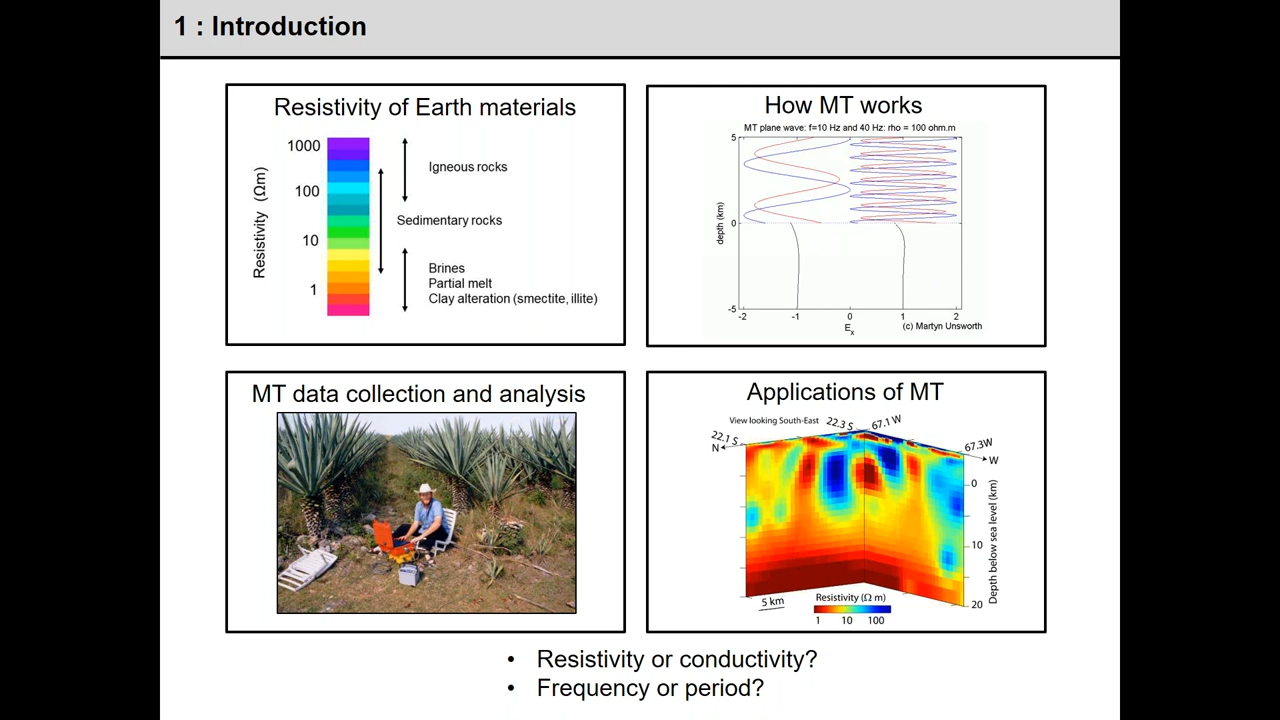 1 : Introduction
Resistivity of Earth materials
Resistivity (Ωm)
1000
100
10
1
Igneous rocks
Sedimentary rocks
Brines
Partial melt
Clay alteration (smectite, illite)
How MT works
MT plane wave: f=10 Hz and 40 Hz: rho = 100 ohm.m
depth (km)
5
0
-5
-2 -1 0 1 2
Ex
(c) Martyn Unsworth
MT data collection and analysis
Applications of MT
View looking South-East
22.3 S
67.1 W
22.1 S
N
67.3W
W
0
10
20
Depth below sea level (km)
5 km
Resistivity (Ω m)
1 10 100
• Resistivity or conductivity?
• Frequency or period?